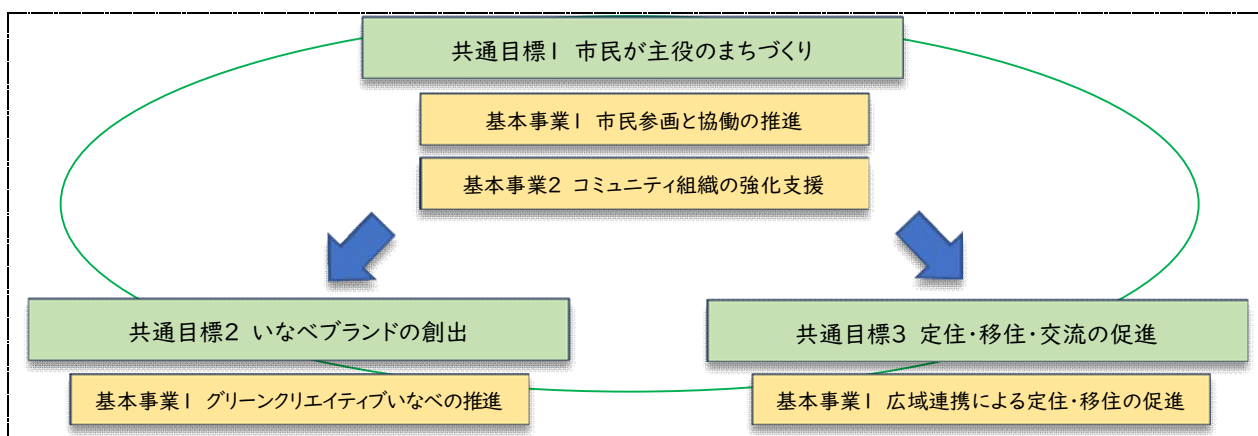 共通目標1 市民が主役のまちづくり
基本事業1 市民参画と協働の推進
基本事業2 コミュニティ組織の強化支援
共通目標2 いなべブランドの創出
基本事業1 グリーンクリエイティブいなべの推進
共通目標3 定住・移住・交流の促進
基本事業1 広域連携による定住・移住の促進